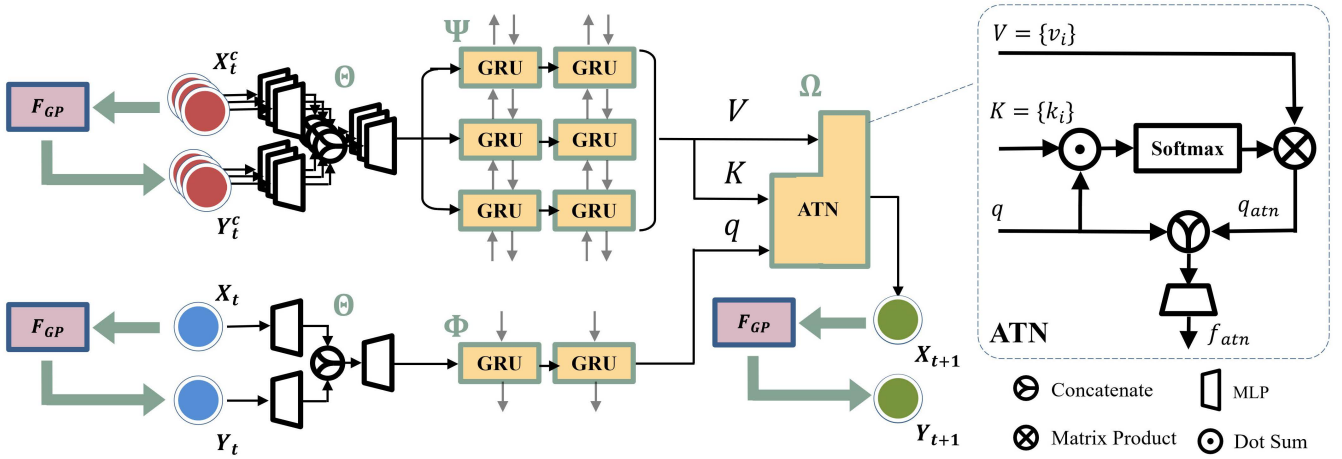 Ψ
X_t^c
Θ
F_GP
Y_t^c
GRU GRU
GRU GRU
GRU GRU
V
K
q
Ω
ATN
X_t
Θ
F_GP
Y_t
Φ
GRU GRU
F_GP
X_{t+1}
Y_{t+1}
V = {v_i}
K = {k_i}
Softmax
q
q_atn
f_atn
ATN
Concatenate
MLP
Matrix Product
Dot Sum